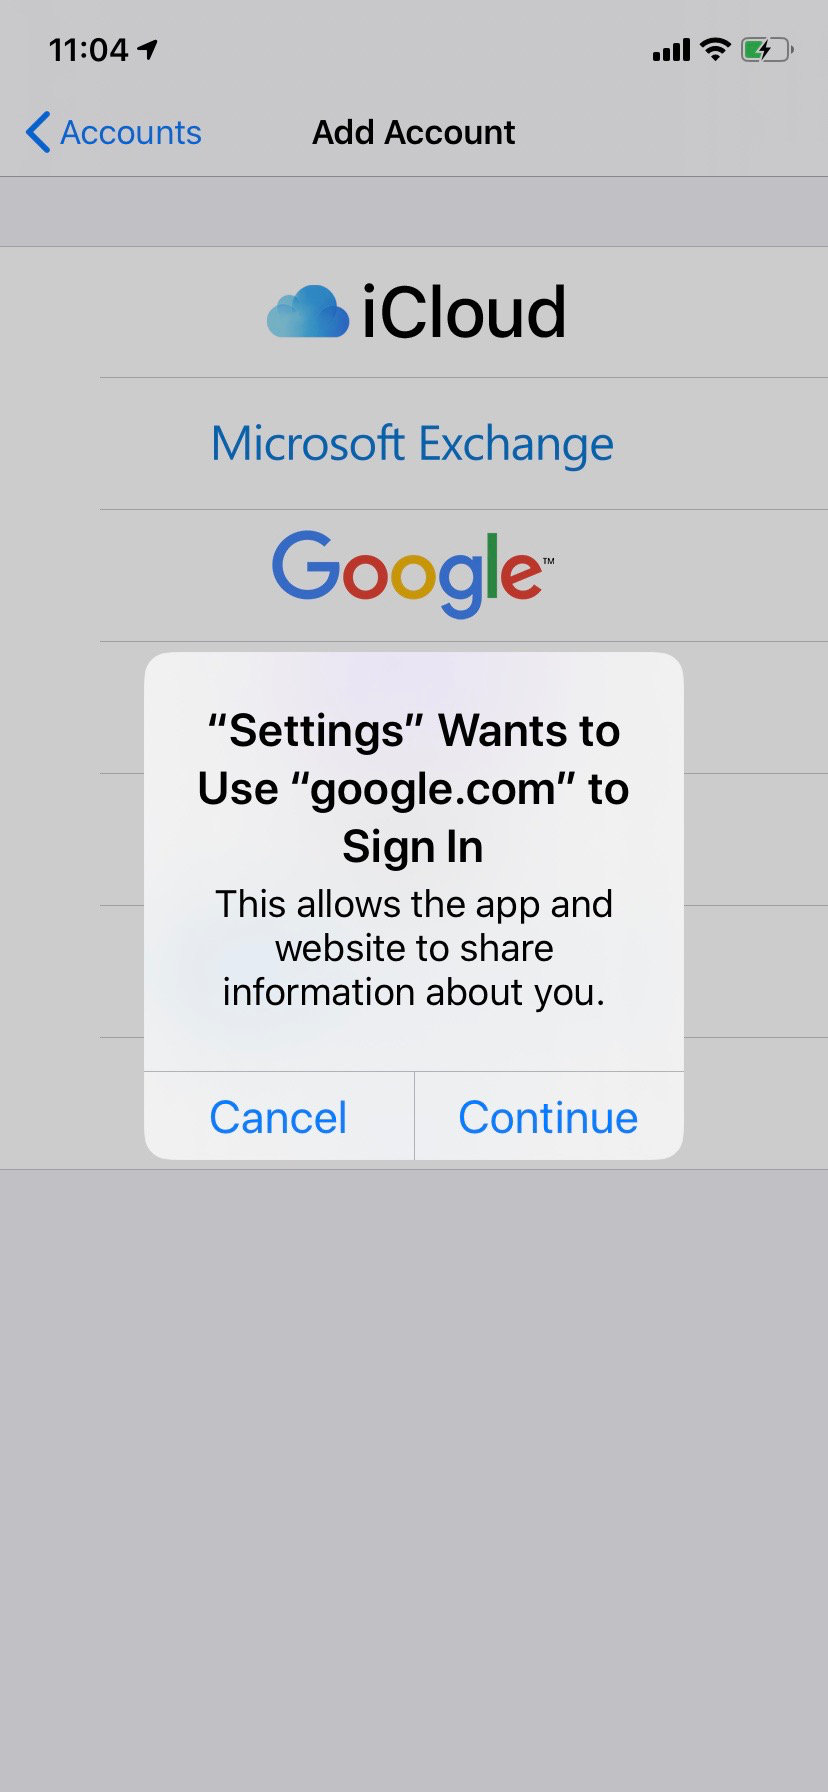 11:04
Accounts
Add Account
iCloud
Microsoft Exchange
Google™
“Settings” Wants to
Use “google.com” to
Sign In
This allows the app and
website to share
information about you.
Cancel
Continue